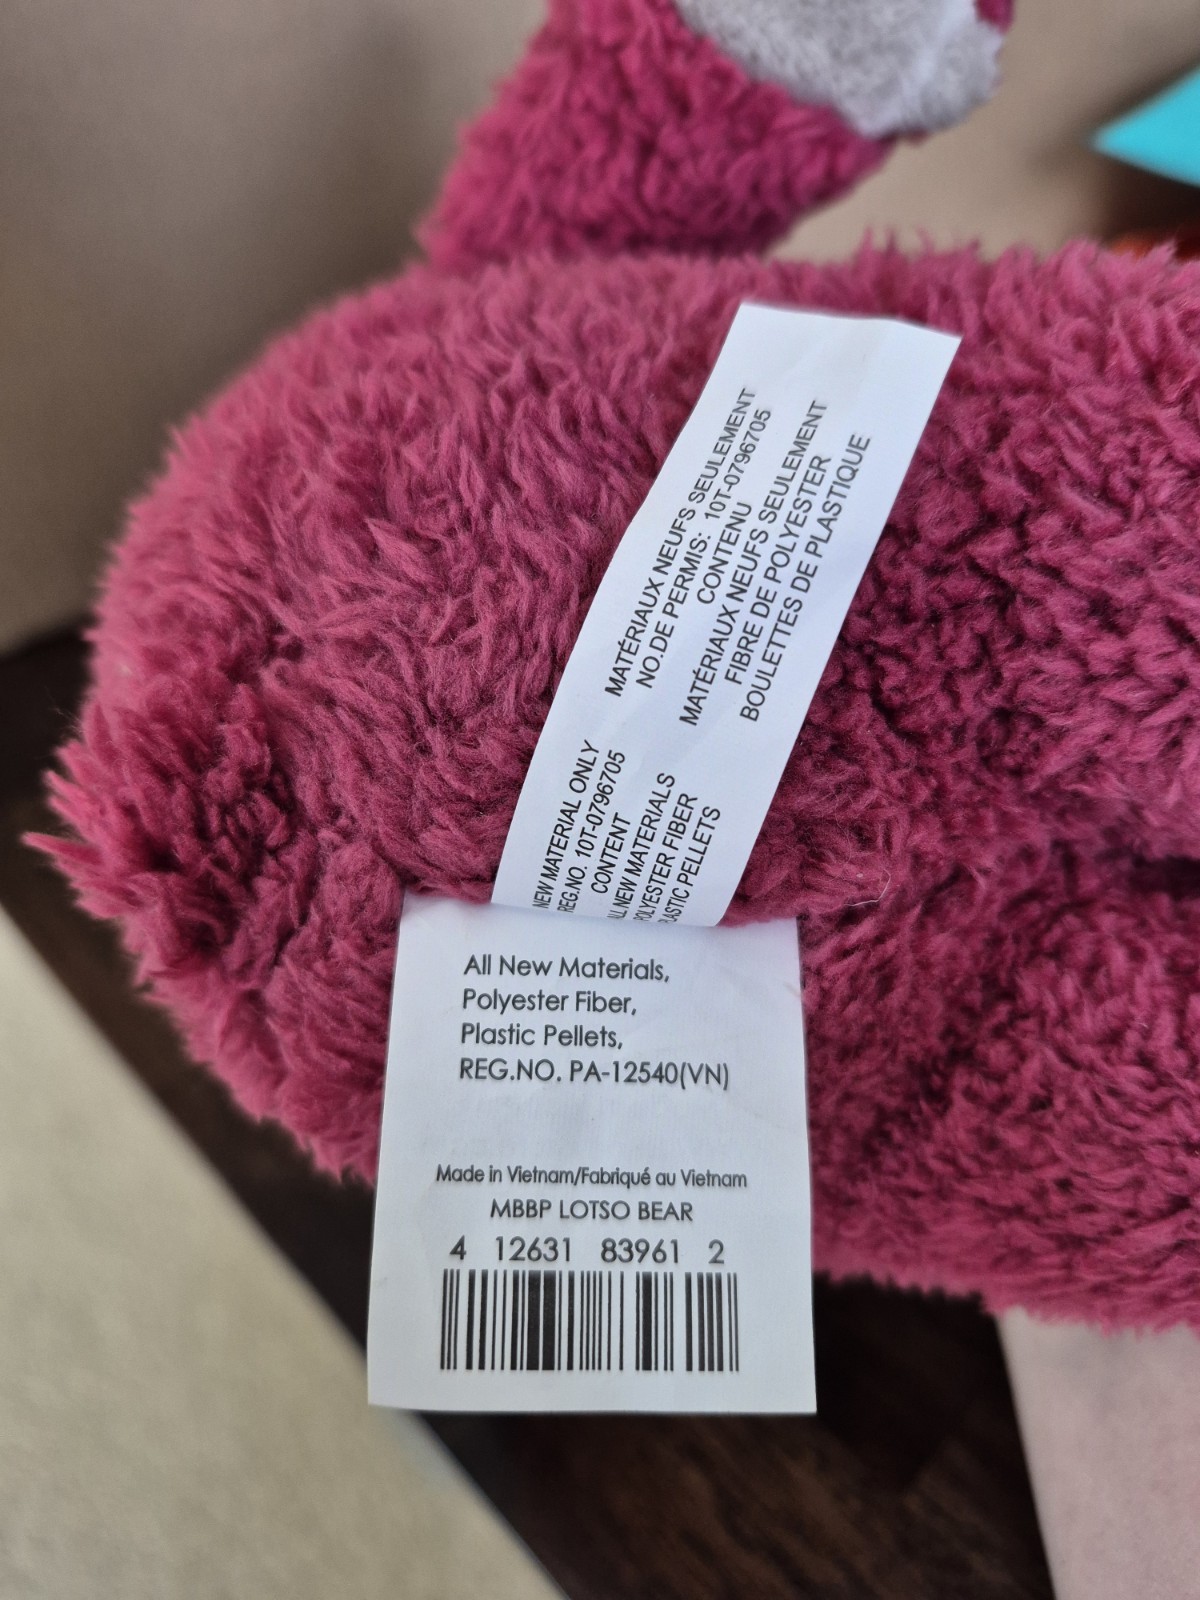 MATÉRIAUX NEUFS SEULEMENT
NO.DE PERMIS: 10T-0796705
CONTENU
MATÉRIAUX NEUFS SEULEMENT
FIBRE DE POLYESTER
BOULETTES DE PLASTIQUE
NEW MATERIAL ONLY
REG.NO. 10T-0796705
CONTENT
ALL NEW MATERIALS
POLYESTER FIBER
PLASTIC PELLETS
All New Materials,
Polyester Fiber,
Plastic Pellets,
REG.NO. PA-12540(VN)
Made in Vietnam/Fabriqué au Vietnam
MBBP LOTSO BEAR
4 12631 83961 2